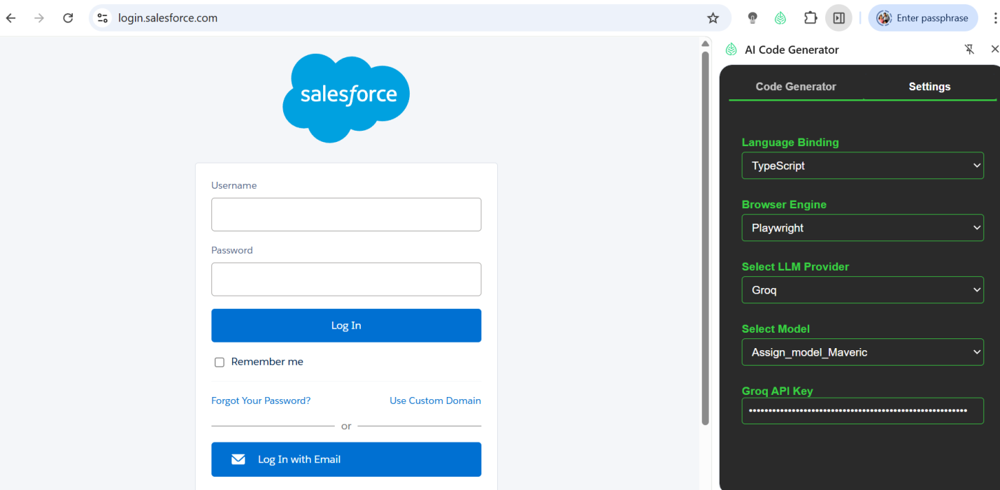 login.salesforce.com
Enter passphrase
salesforce
Username
Password
Log In
Remember me
Forgot Your Password?
Use Custom Domain
or
Log In with Email
AI Code Generator
Code Generator
Settings
Language Binding
TypeScript
Browser Engine
Playwright
Select LLM Provider
Groq
Select Model
Assign_model_Maveric
Groq API Key